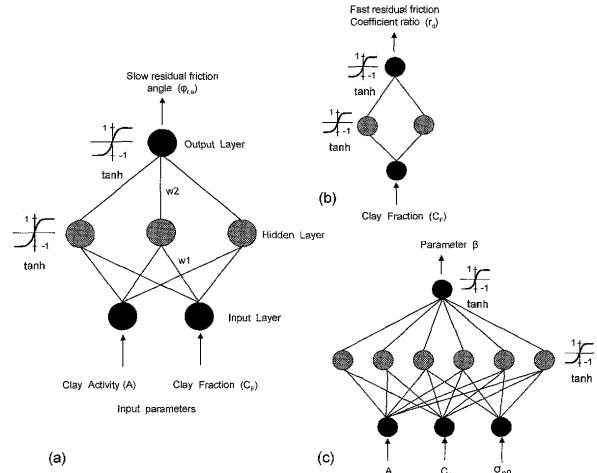 Slow residual friction
angle (φr,s)
1
-1
tanh
Output Layer
w2
1
-1
tanh
Hidden Layer
w1
Input Layer
Clay Activity (A)
Clay Fraction (CF)
Input parameters
(a)
Fast residual friction
Coefficient ratio (rd)
1
-1
tanh
1
-1
tanh
(b)
Clay Fraction (CF)
Parameter β
1
-1
tanh
1
-1
tanh
(c)